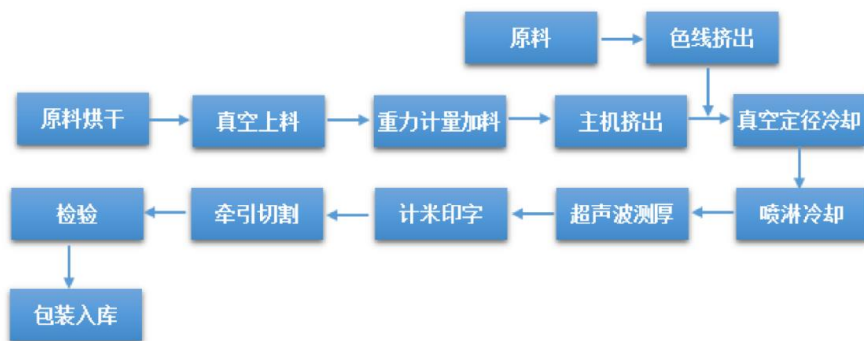 原料
色线挤出
原料烘干
真空上料
重力计量加料
主机挤出
真空定径冷却
检验
牵引切割
计米印字
超声波测厚
喷淋冷却
包装入库